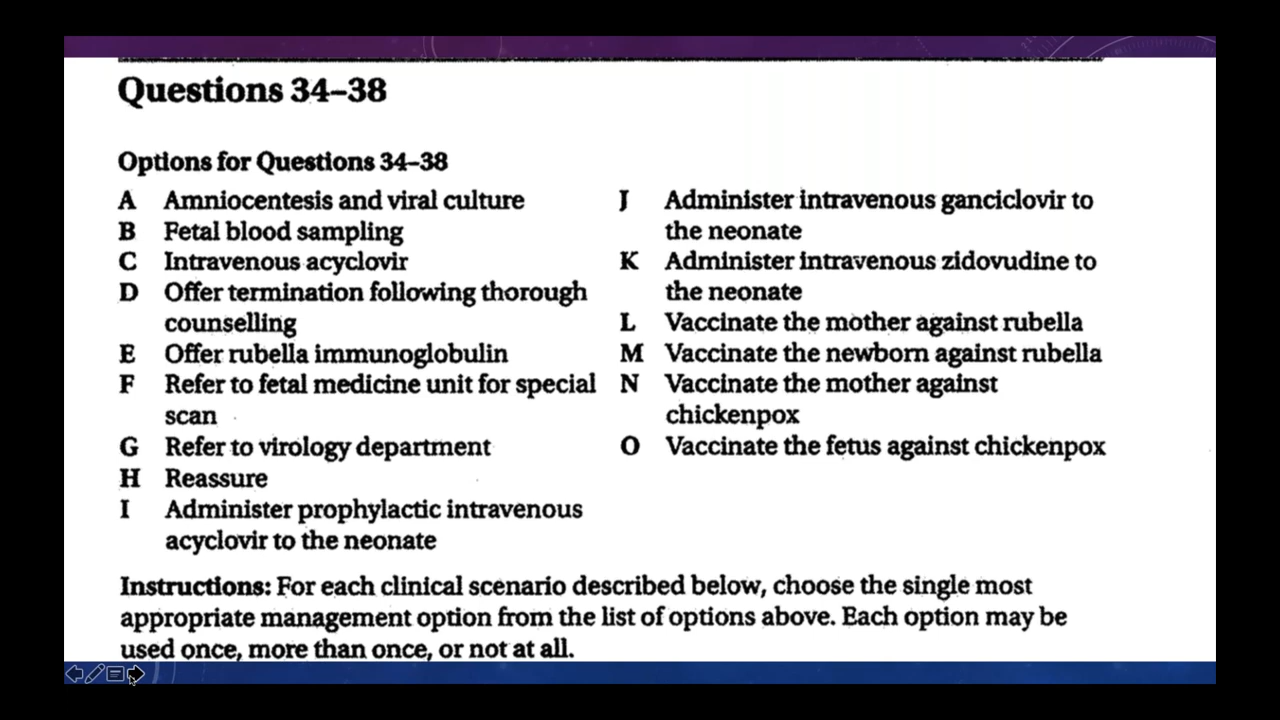 Questions 34–38
Options for Questions 34–38
A Amniocentesis and viral culture
B Fetal blood sampling
C Intravenous acyclovir
D Offer termination following thorough
counselling
E Offer rubella immunoglobulin
F Refer to fetal medicine unit for special
scan
G Refer to virology department
H Reassure
I Administer prophylactic intravenous
acyclovir to the neonate
J Administer intravenous ganciclovir to
the neonate
K Administer intravenous zidovudine to
the neonate
L Vaccinate the mother against rubella
M Vaccinate the newborn against rubella
N Vaccinate the mother against
chickenpox
O Vaccinate the fetus against chickenpox
Instructions: For each clinical scenario described below, choose the single most
appropriate management option from the list of options above. Each option may be
used once, more than once, or not at all.